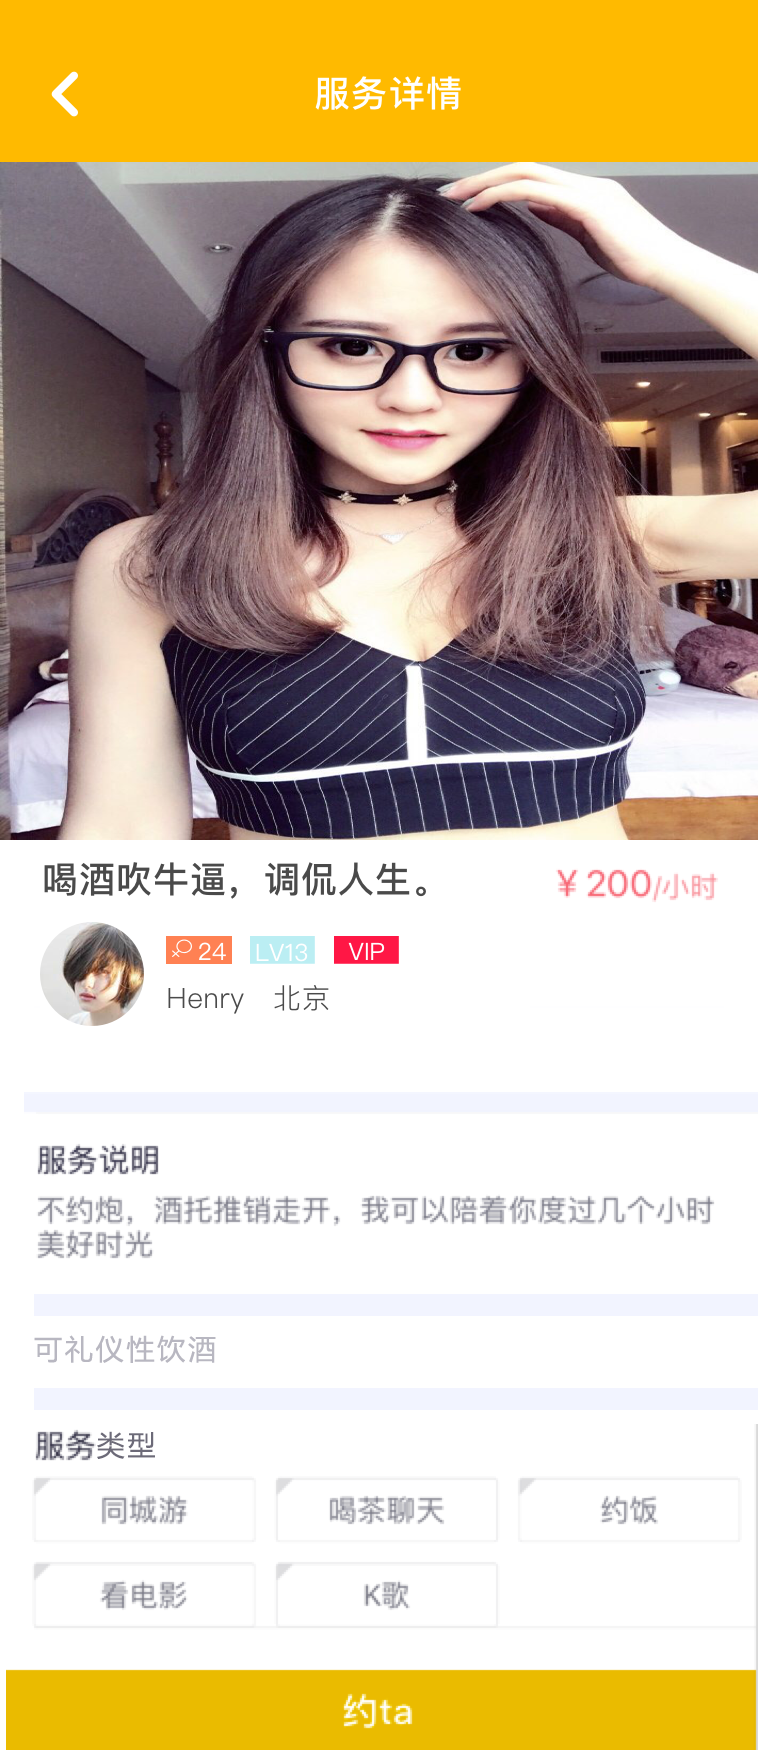 服务详情
喝酒吹牛逼，调侃人生。
¥ 200/小时
24 LV13 VIP
Henry 北京
服务说明
不约炮，酒托推销走开，我可以陪着你度过几个小时
美好时光
可礼仪性饮酒
服务类型
同城游 喝茶聊天 约饭
看电影 K歌
约ta